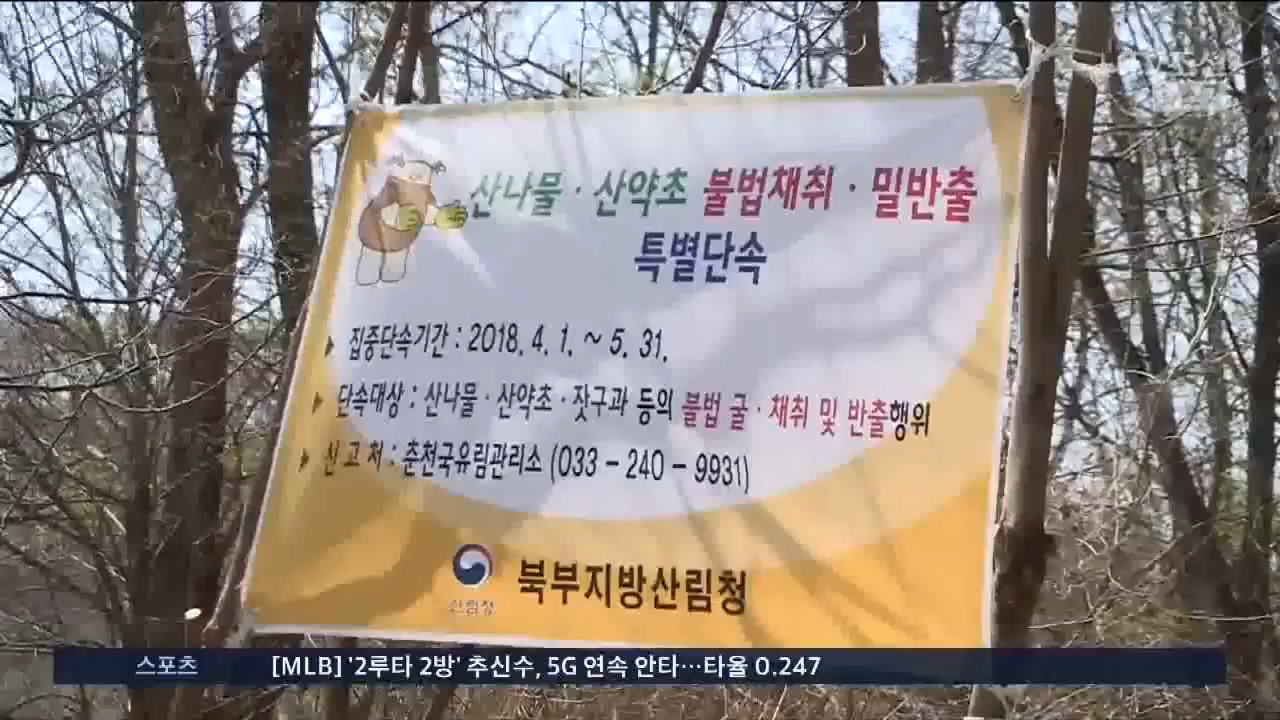 산나물 · 산약초 불법채취 · 밀반출
특별단속
▶ 집중단속기간 : 2018. 4. 1. ~ 5. 31.
▶ 단속대상 : 산나물 · 산약초 · 잣구과 등의 불법 굴 · 채취 및 반출행위
▶ 신 고 처 : 춘천국유림관리소 (033 - 240 - 9931)
산림청
북부지방산림청
스포츠 [MLB] '2루타 2방' 추신수, 5G 연속 안타…타율 0.247